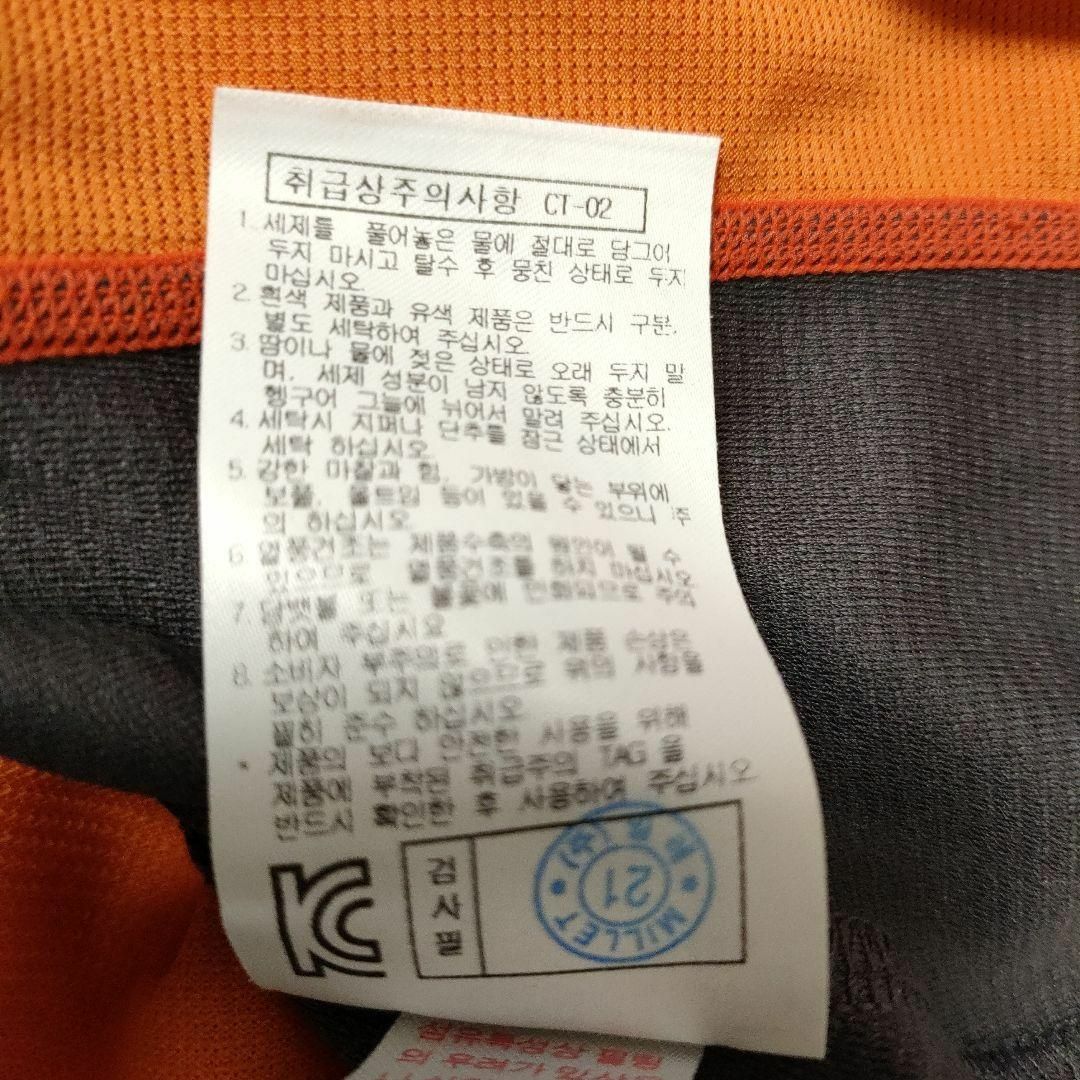 취급상주의사항 CT-02
1. 세제를 풀어놓은 물에 절대로 담그어
두지 마시고 탈수 후 뭉친 상태로 두지
마십시오
2. 흰색 제품과 유색 제품은 반드시 구분,
별도 세탁하여 주십시오.
3. 땀이나 물에 젖은 상태로 오래 두지 말
며, 세제 성분이 남지 않도록 충분히
헹구어 그늘에 뉘어서 말려 주십시오.
4. 세탁시 지퍼나 단추를 잠근 상태에서
세탁 하십시오.
5. 강한 마찰과 힘, 가방이 닿는 부위에
보풀, 올트임 등이 있을 수 있으니 주
의 하십시오
6. 열풍건조는 제품수축의 원인이 될 수
있으므로 열풍건조를 하지 마십시오
7. 담뱃불 또는 불꽃에 약화되므로 주의
하여 주십시오
8. 소비자 부주의로 인한 제품 손상은
보상이 되지 않으므로 위의 사항을
필히 준수 하십시오
* 제품의 보다 안전한 사용을 위해
제품에 부착된 취급주의 TAG 을
반드시 확인한 후 사용하여 주십시오
검사필
MILLET
21
의 우려가